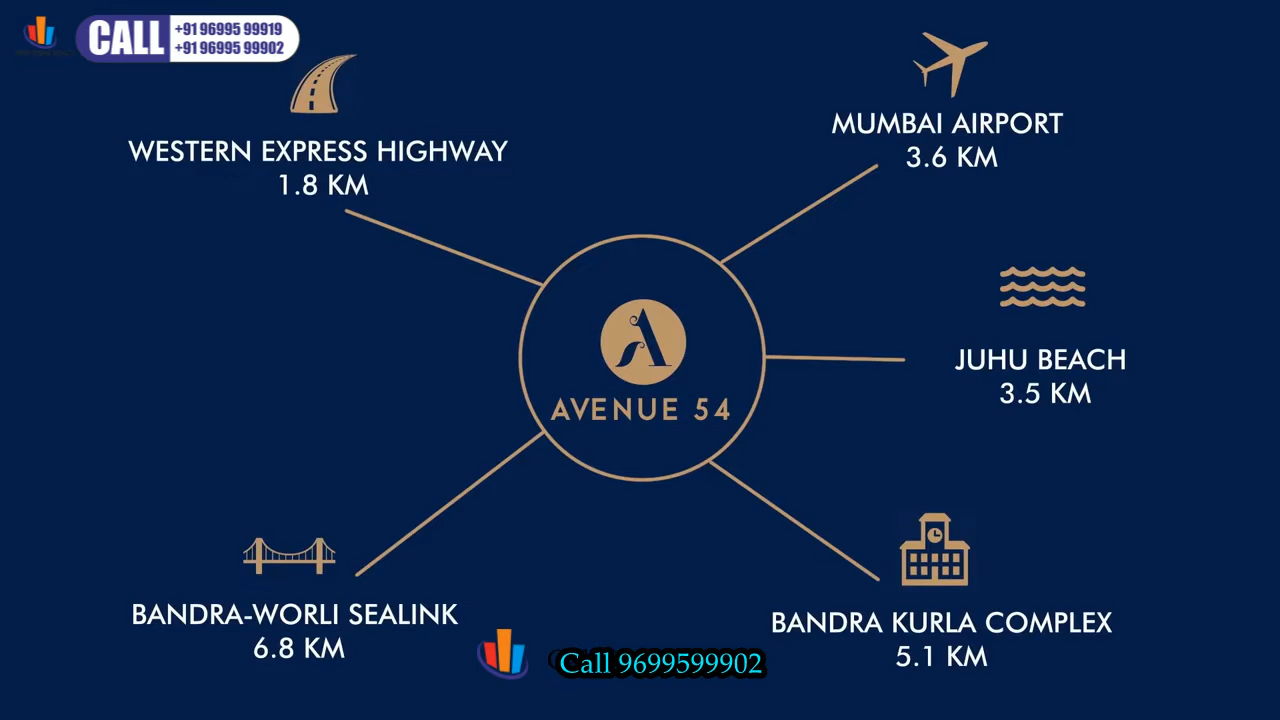 CALL
+91 96995 99919
+91 96995 99902
WESTERN EXPRESS HIGHWAY
1.8 KM
MUMBAI AIRPORT
3.6 KM
JUHU BEACH
3.5 KM
A
AVENUE 54
BANDRA-WORLI SEALINK
6.8 KM
BANDRA KURLA COMPLEX
5.1 KM
Call 9699599902